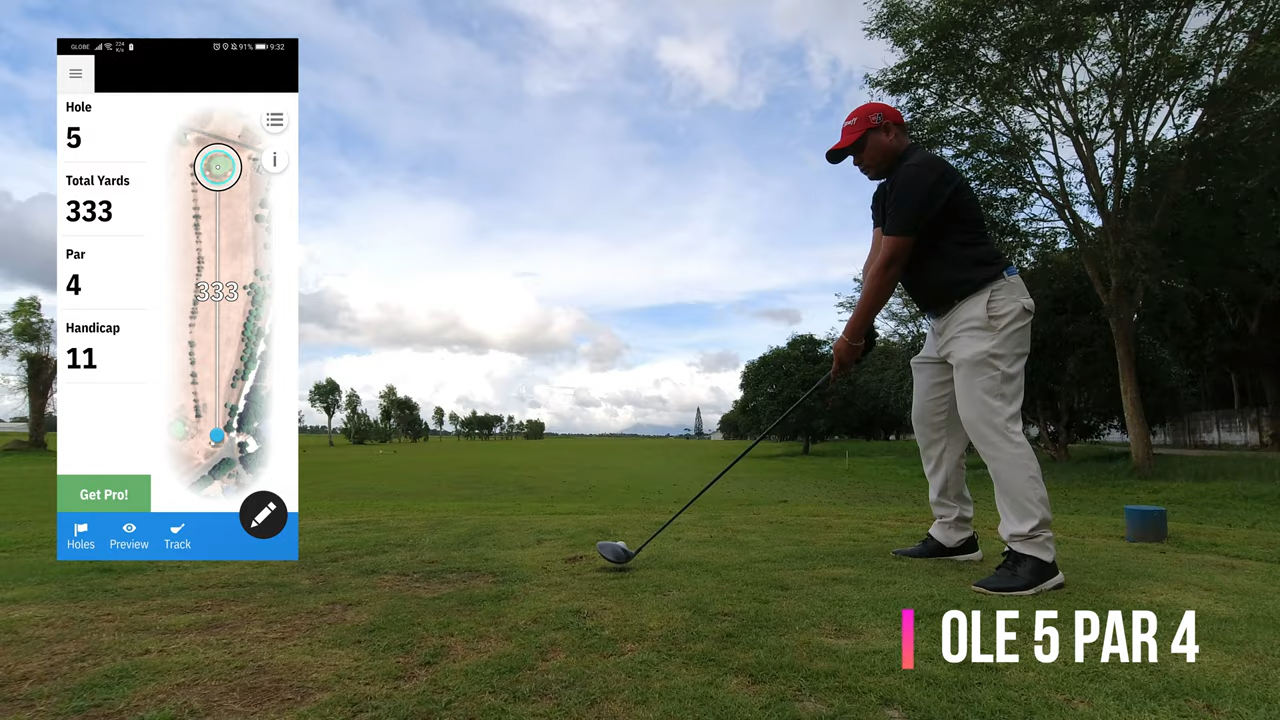 GLOBE 224 K/s 91% 9:32
Hole
5
Total Yards
333
Par
4
Handicap
11
333
i
Get Pro!
Holes Preview Track
OLE 5 PAR 4